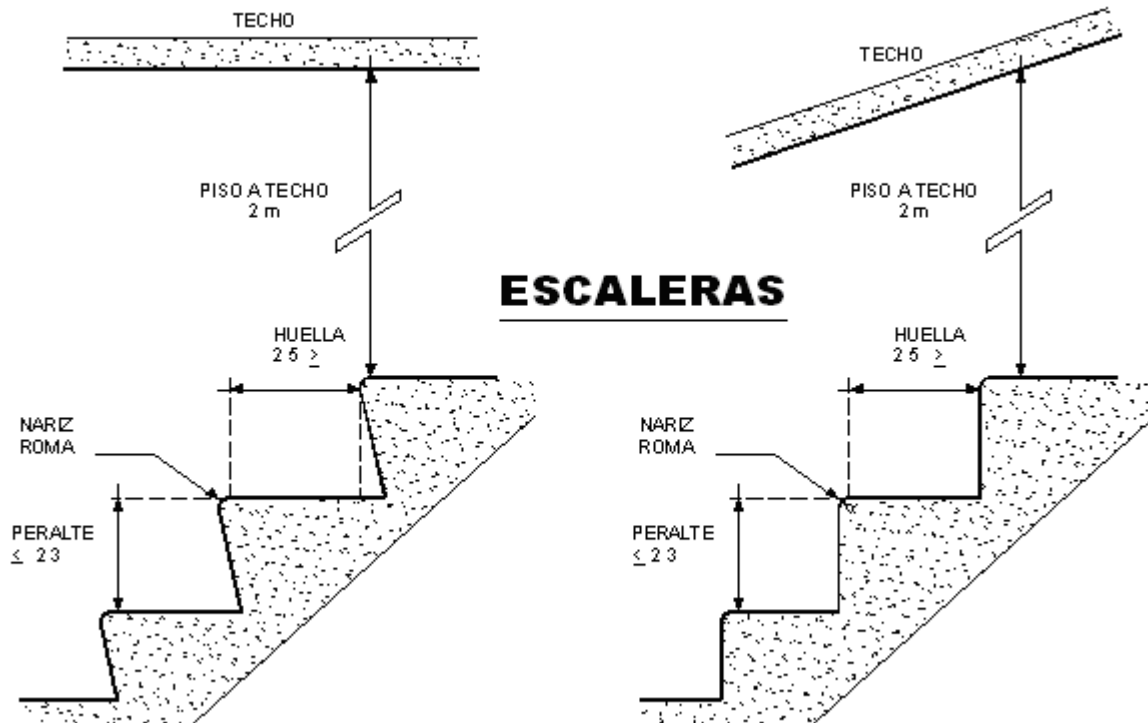 TECHO
PISO A TECHO
2 m
HUELLA
25 ≥
NARIZ
ROMA
PERALTE
≤ 23
ESCALERAS
TECHO
PISO A TECHO
2 m
HUELLA
25 ≥
NARIZ
ROMA
PERALTE
≤ 23